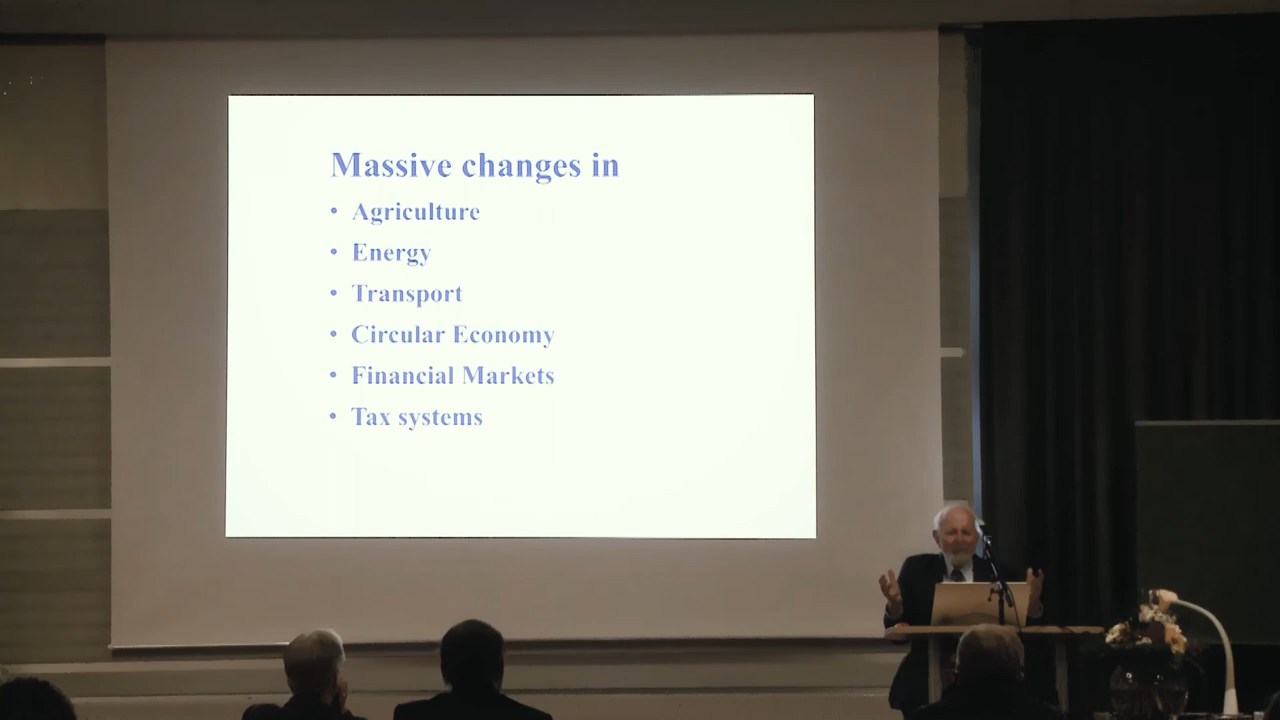 Massive changes in
• Agriculture
• Energy
• Transport
• Circular Economy
• Financial Markets
• Tax systems